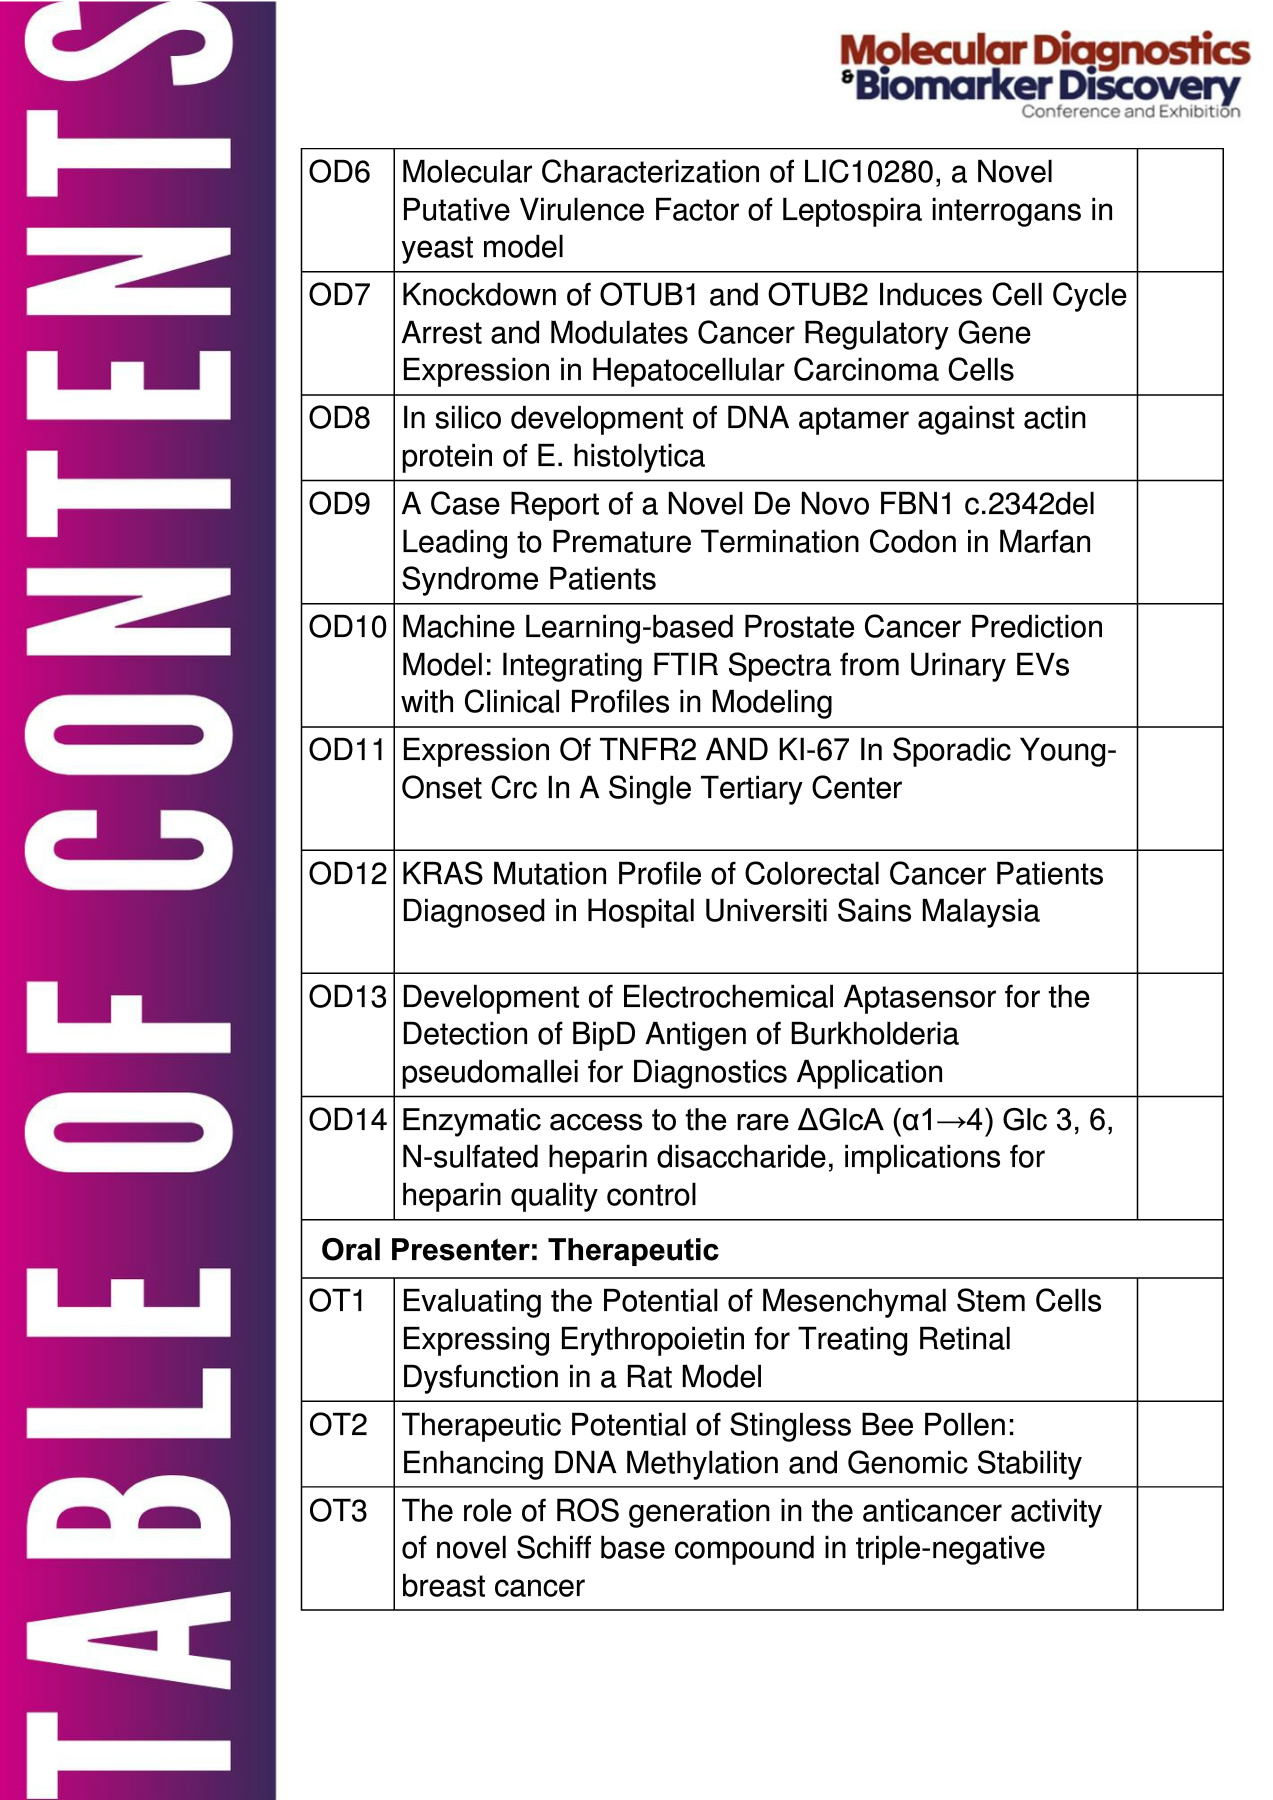 TABLE OF CONTENTS
Molecular Diagnostics
&Biomarker Discovery
Conference and Exhibition
OD6 Molecular Characterization of LIC10280, a Novel
Putative Virulence Factor of Leptospira interrogans in
yeast model
OD7 Knockdown of OTUB1 and OTUB2 Induces Cell Cycle
Arrest and Modulates Cancer Regulatory Gene
Expression in Hepatocellular Carcinoma Cells
OD8 In silico development of DNA aptamer against actin
protein of E. histolytica
OD9 A Case Report of a Novel De Novo FBN1 c.2342del
Leading to Premature Termination Codon in Marfan
Syndrome Patients
OD10 Machine Learning-based Prostate Cancer Prediction
Model: Integrating FTIR Spectra from Urinary EVs
with Clinical Profiles in Modeling
OD11 Expression Of TNFR2 AND KI-67 In Sporadic Young-
Onset Crc In A Single Tertiary Center
OD12 KRAS Mutation Profile of Colorectal Cancer Patients
Diagnosed in Hospital Universiti Sains Malaysia
OD13 Development of Electrochemical Aptasensor for the
Detection of BipD Antigen of Burkholderia
pseudomallei for Diagnostics Application
OD14 Enzymatic access to the rare ΔGlcA (α1→4) Glc 3, 6,
N-sulfated heparin disaccharide, implications for
heparin quality control
Oral Presenter: Therapeutic
OT1 Evaluating the Potential of Mesenchymal Stem Cells
Expressing Erythropoietin for Treating Retinal
Dysfunction in a Rat Model
OT2 Therapeutic Potential of Stingless Bee Pollen:
Enhancing DNA Methylation and Genomic Stability
OT3 The role of ROS generation in the anticancer activity
of novel Schiff base compound in triple-negative
breast cancer